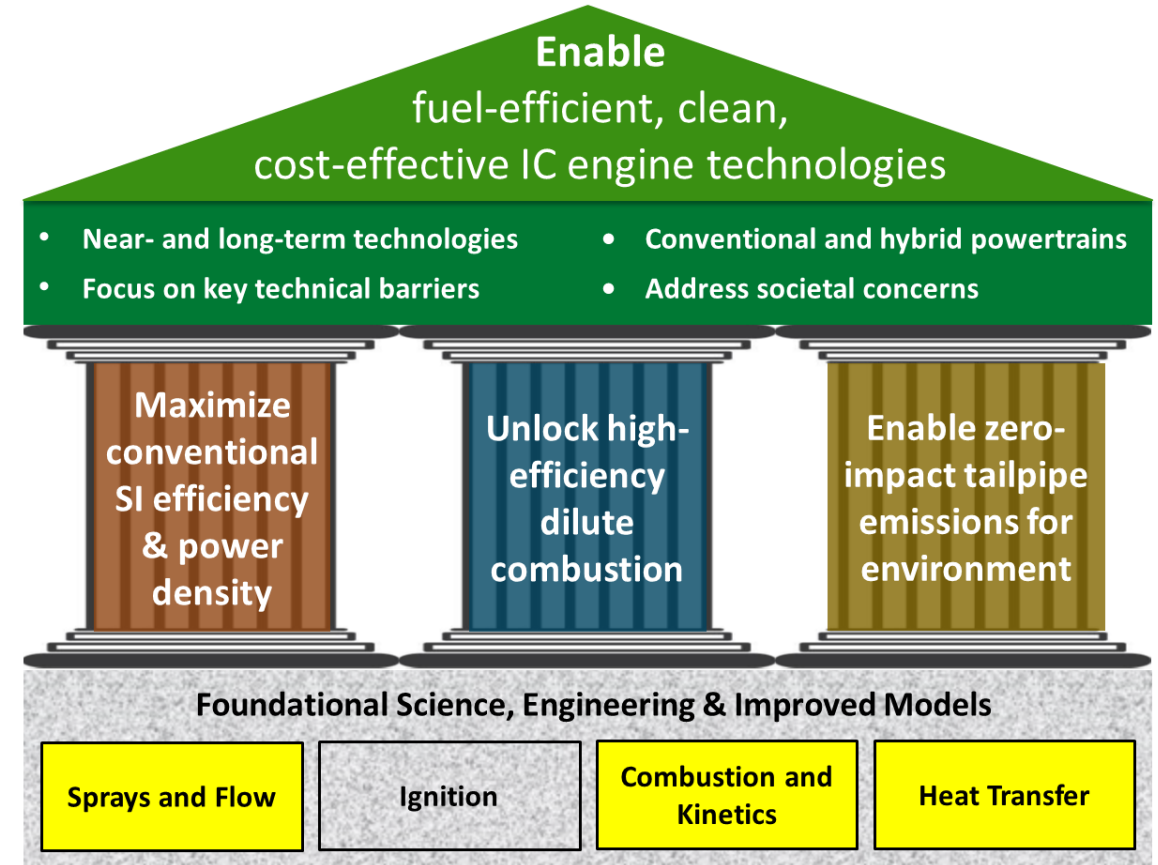 Enable
fuel-efficient, clean,
cost-effective IC engine technologies
• Near- and long-term technologies
• Focus on key technical barriers
• Conventional and hybrid powertrains
• Address societal concerns
Maximize
conventional
SI efficiency
& power
density
Unlock high-
efficiency
dilute
combustion
Enable zero-
impact tailpipe
emissions for
environment
Foundational Science, Engineering & Improved Models
Sprays and Flow
Ignition
Combustion and
Kinetics
Heat Transfer